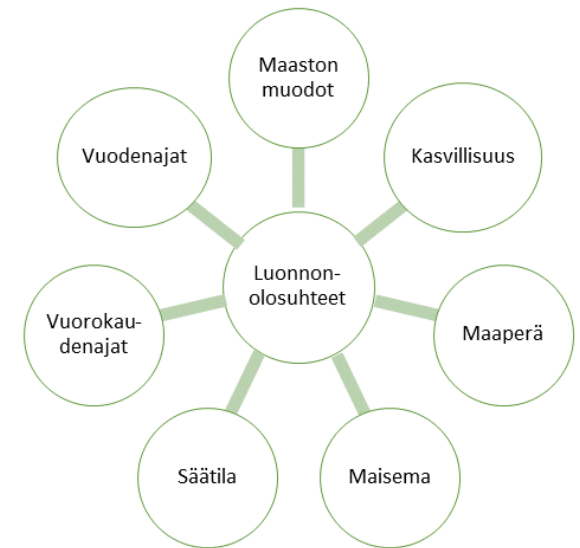 Maaston
muodot
Kasvillisuus
Maaperä
Maisema
Säätila
Vuorokau-
denajat
Vuodenajat
Luonnon-
olosuhteet